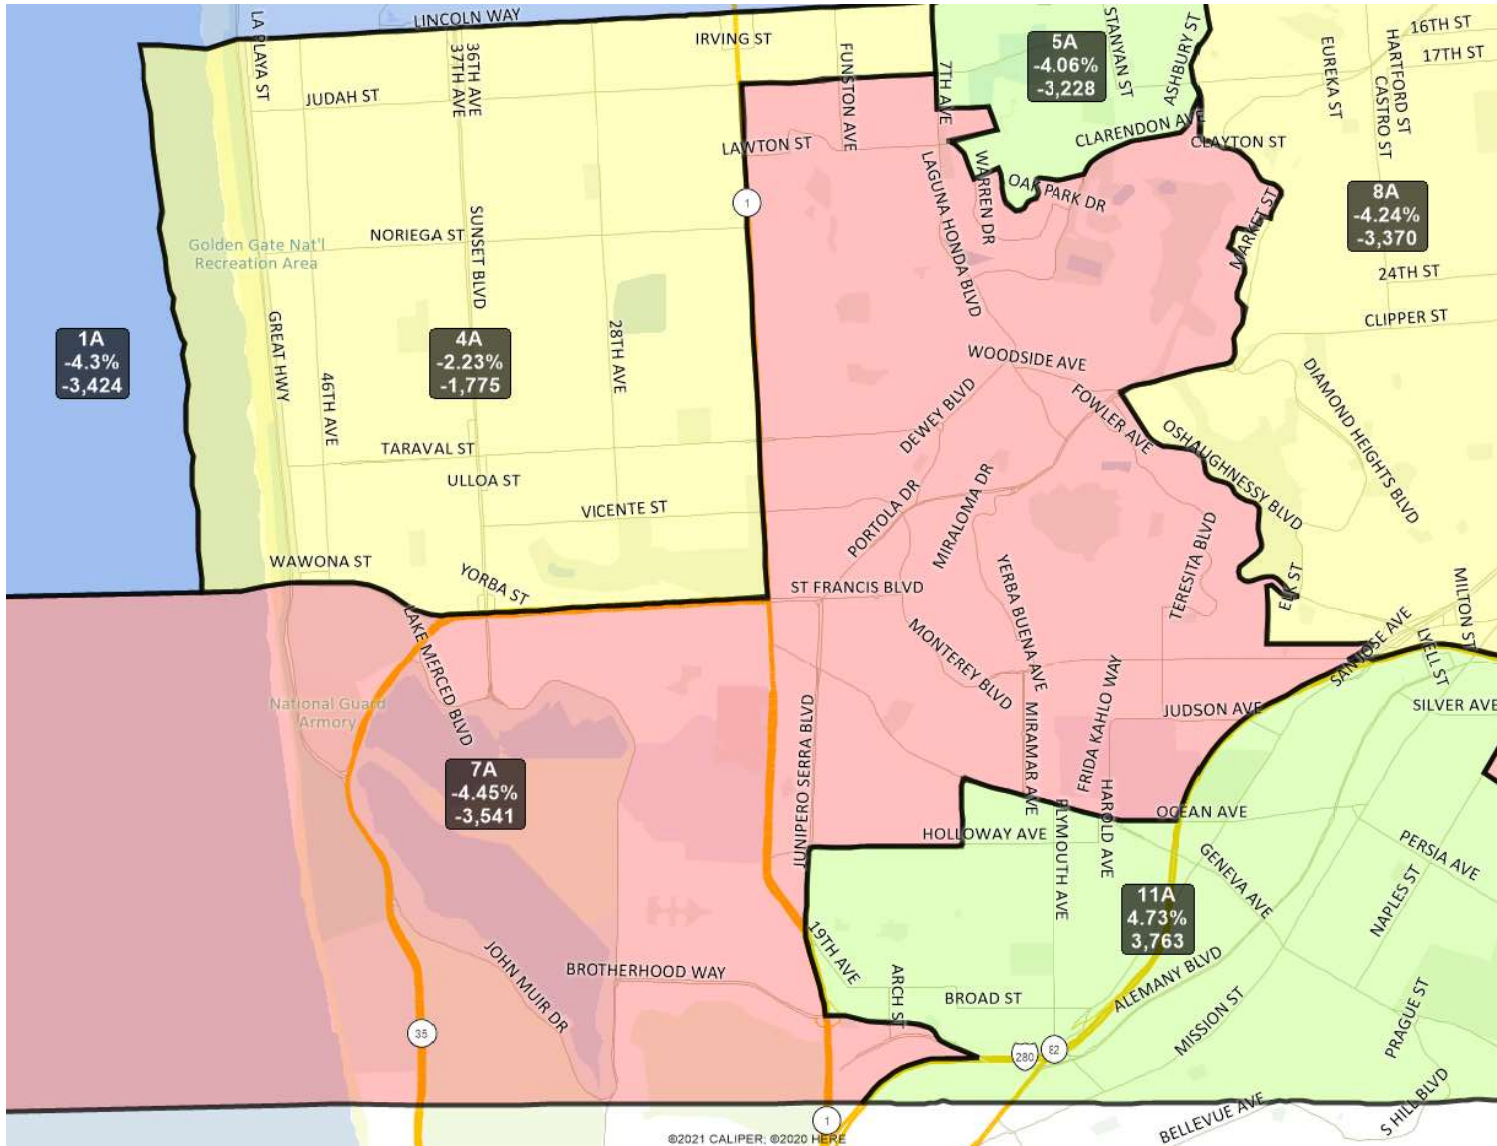 LINCOLN WAY
LA PLAYA ST
36TH AVE
37TH AVE
IRVING ST
FUNSTON AVE
7TH AVE
5A
-4.06%
-3,228
STANYAN ST
ASHBURY ST
16TH ST
17TH ST
EUREKA ST
HARTFORD ST
CASTRO ST
JUDAH ST
LAWTON ST
CLARENDON AVE
CLAYTON ST
WARREN DR
OAK PARK DR
LAGUNA HONDA BLVD
1
8A
-4.24%
-3,370
MARKET ST
NORIEGA ST
SUNSET BLVD
Golden Gate Nat'l
Recreation Area
24TH ST
CLIPPER ST
1A
-4.3%
-3,424
GREAT HWY
4A
-2.23%
-1,775
28TH AVE
46TH AVE
WOODSIDE AVE
DEWEY BLVD
FOWLER AVE
DIAMOND HEIGHTS BLVD
OSHAUGHNESSY BLVD
TARAVAL ST
ULLOA ST
VICENTE ST
PORTOLA DR
MIRALOMA DR
TERESITA BLVD
WAWONA ST
YORBA ST
ST FRANCIS BLVD
YERBA BUENA AVE
ELK ST
MILTON ST
LAKE MERCED BLVD
MONTEREY BLVD
SAN JOSE AVE
LYELL ST
National Guard
Armory
JUNIPERO SERRA BLVD
MIRAMAR AVE
FRIDA KAHLO WAY
JUDSON AVE
SILVER AVE
7A
-4.45%
-3,541
HOLLOWAY AVE
PLYMOUTH AVE
HAROLD AVE
OCEAN AVE
GENEVA AVE
PERSIA AVE
NAPLES ST
11A
4.73%
3,763
19TH AVE
ARCH ST
BROAD ST
ALEMANY BLVD
MISSION ST
PRAGUE ST
JOHN MUIR DR
BROTHERHOOD WAY
35
280
82
1
BELLEVUE AVE
S HILL BLVD
©2021 CALIPER; ©2020 HERE